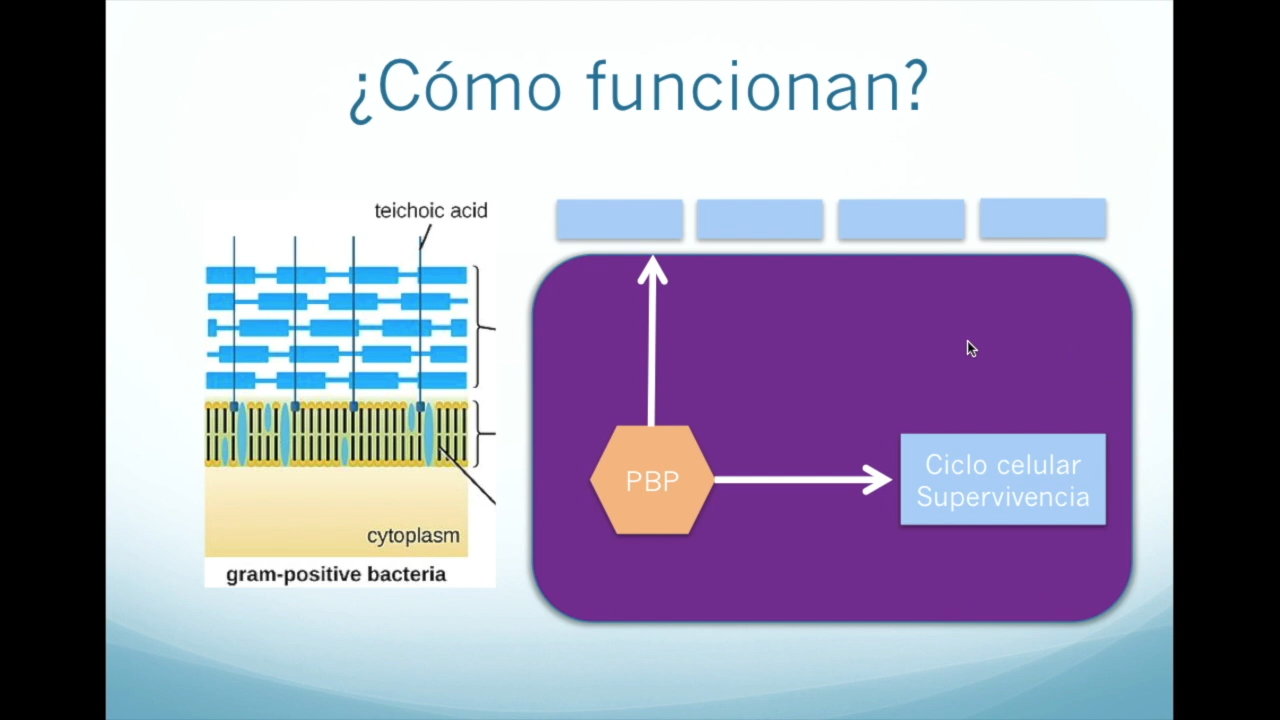 ¿Cómo funcionan?
teichoic acid
cytoplasm
gram-positive bacteria
PBP
Ciclo celular
Supervivencia